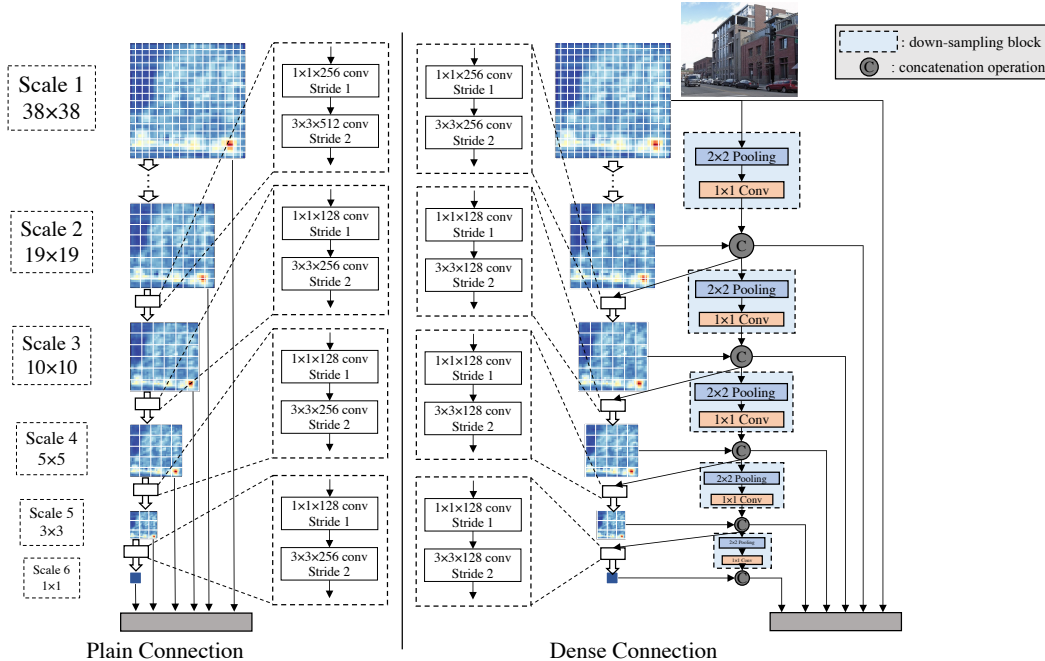 Scale 1
38×38
Scale 2
19×19
Scale 3
10×10
Scale 4
5×5
Scale 5
3×3
Scale 6
1×1
1×1×256 conv
Stride 1
3×3×512 conv
Stride 2
1×1×128 conv
Stride 1
3×3×256 conv
Stride 2
1×1×128 conv
Stride 1
3×3×256 conv
Stride 2
1×1×128 conv
Stride 1
3×3×256 conv
Stride 2
Plain Connection
1×1×256 conv
Stride 1
3×3×256 conv
Stride 2
1×1×128 conv
Stride 1
3×3×128 conv
Stride 2
1×1×128 conv
Stride 1
3×3×128 conv
Stride 2
1×1×128 conv
Stride 1
3×3×128 conv
Stride 2
2×2 Pooling
1×1 Conv
C
2×2 Pooling
1×1 Conv
C
2×2 Pooling
1×1 Conv
C
2×2 Pooling
1×1 Conv
C
2×2 Pooling
1×1 Conv
C
Dense Connection
: down-sampling block
C : concatenation operation